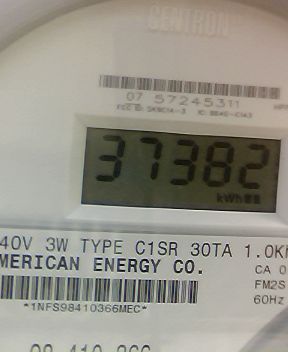 CENTRON
07 57245311
37382
kWh
40V 3W TYPE C1SR 30TA 1.0K
MERICAN ENERGY CO.
CA 0
FM2S
60Hz
*1NFS98410366MEC*